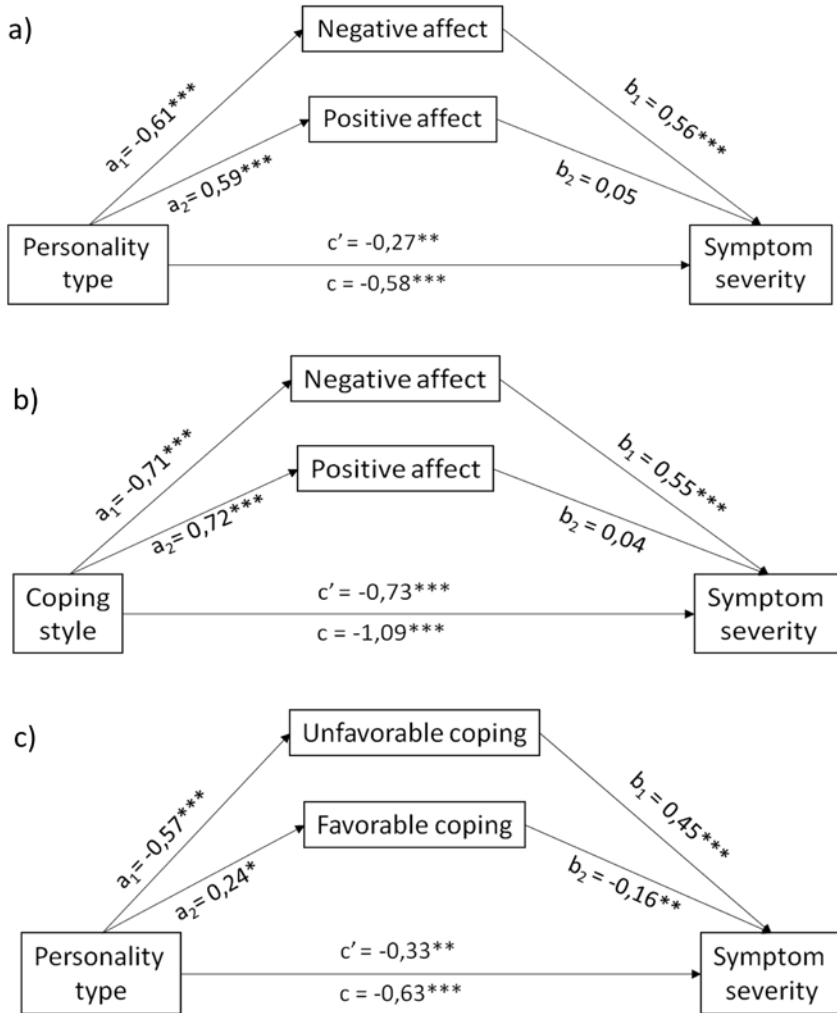 a)
Negative affect
Positive affect
a₁= -0,61***
a₂= 0,59***
b₁ = 0,56***
b₂ = 0,05
Personality
type
c' = -0,27**
c = -0,58***
Symptom
severity
b)
Negative affect
Positive affect
a₁= -0,71***
a₂= 0,72***
b₁ = 0,55***
b₂ = 0,04
Coping
style
c' = -0,73***
c = -1,09***
Symptom
severity
c)
Unfavorable coping
Favorable coping
a₁= -0,57***
a₂= 0,24*
b₁ = 0,45***
b₂ = -0,16**
Personality
type
c' = -0,33**
c = -0,63***
Symptom
severity